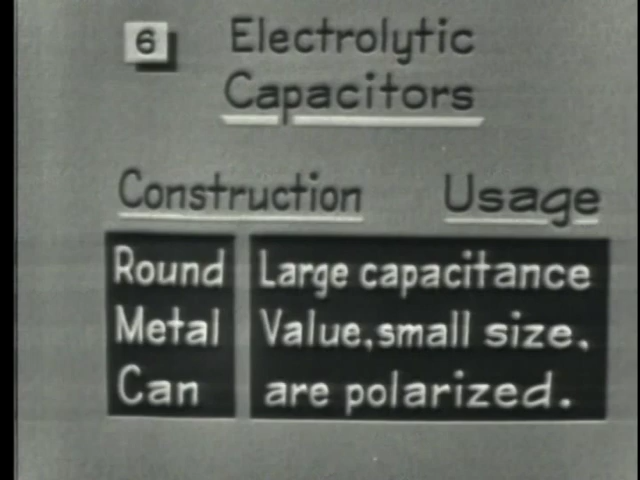 6 Electrolytic
Capacitors
Construction Usage
Round Large capacitance
Metal Value, small size,
Can are polarized.